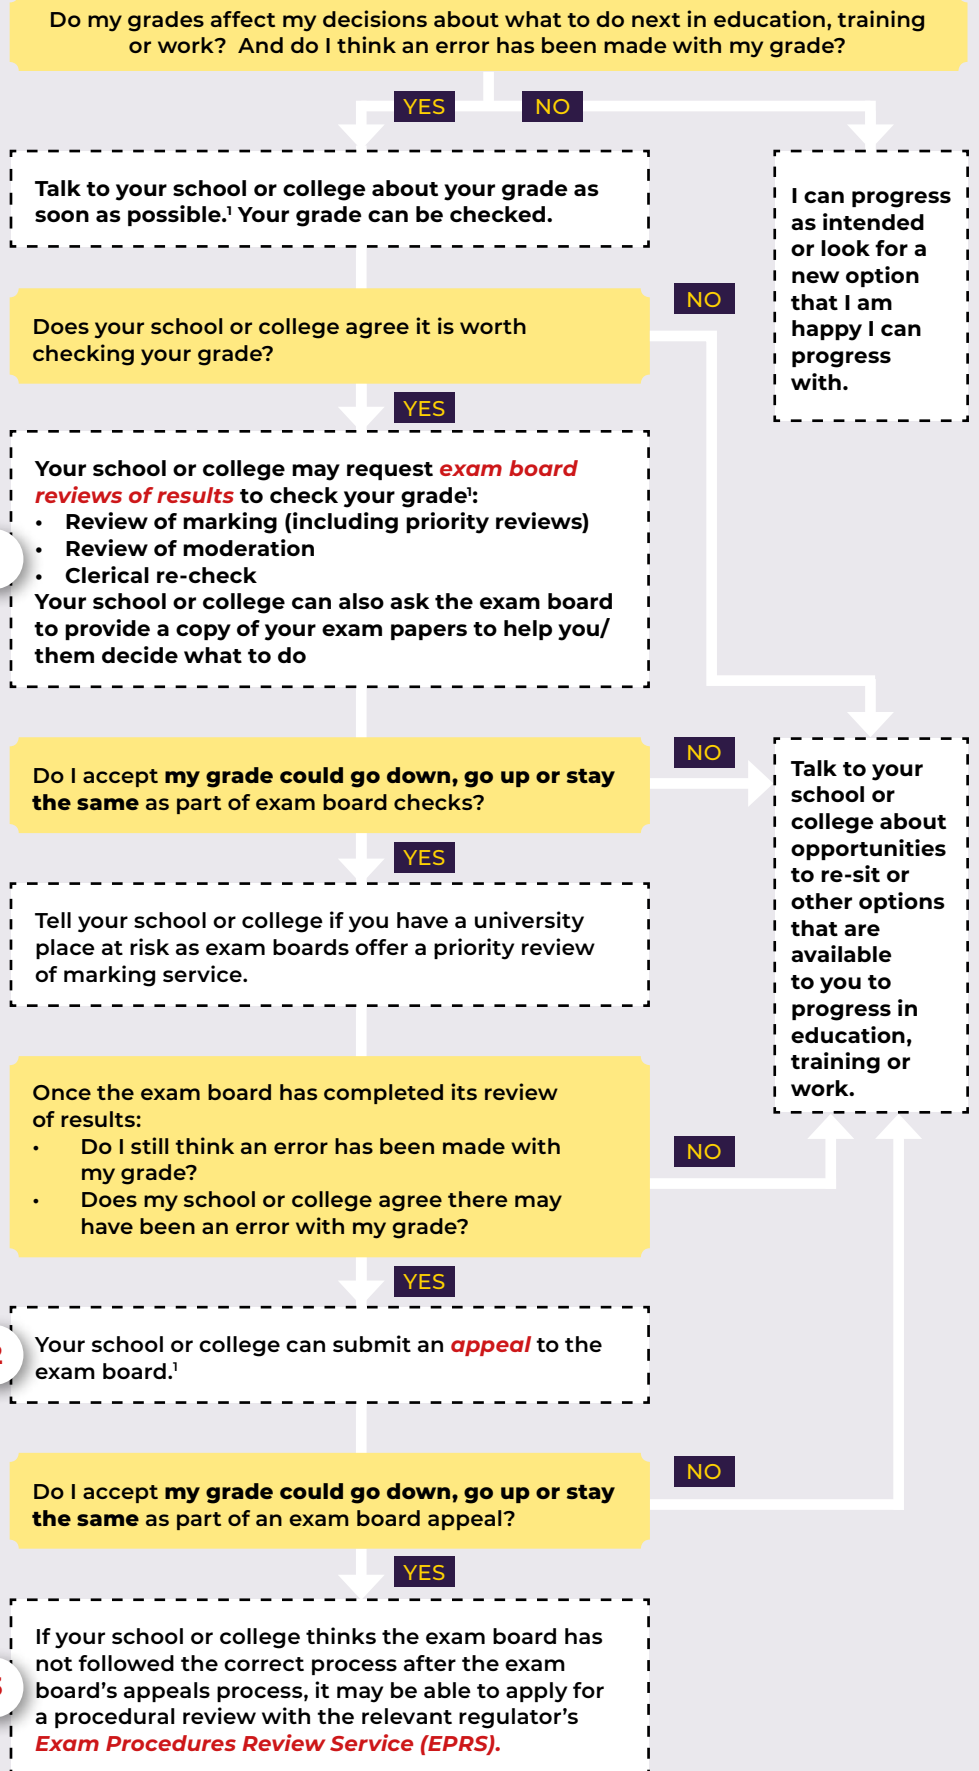 Do my grades affect my decisions about what to do next in education, training
or work? And do I think an error has been made with my grade?
YES
NO
Talk to your school or college about your grade as
soon as possible.¹ Your grade can be checked.
I can progress
as intended
or look for a
new option
that I am
happy I can
progress
with.
Does your school or college agree it is worth
checking your grade?
NO
YES
Your school or college may request exam board
reviews of results to check your grade¹:
• Review of marking (including priority reviews)
• Review of moderation
• Clerical re-check
Your school or college can also ask the exam board
to provide a copy of your exam papers to help you/
them decide what to do
Do I accept my grade could go down, go up or stay
the same as part of exam board checks?
NO
YES
Talk to your
school or
college about
opportunities
to re-sit or
other options
that are
available
to you to
progress in
education,
training or
work.
Tell your school or college if you have a university
place at risk as exam boards offer a priority review
of marking service.
Once the exam board has completed its review
of results:
• Do I still think an error has been made with
my grade?
• Does my school or college agree there may
have been an error with my grade?
NO
YES
2
Your school or college can submit an appeal to the
exam board.¹
Do I accept my grade could go down, go up or stay
the same as part of an exam board appeal?
NO
YES
3
If your school or college thinks the exam board has
not followed the correct process after the exam
board's appeals process, it may be able to apply for
a procedural review with the relevant regulator's
Exam Procedures Review Service (EPRS).